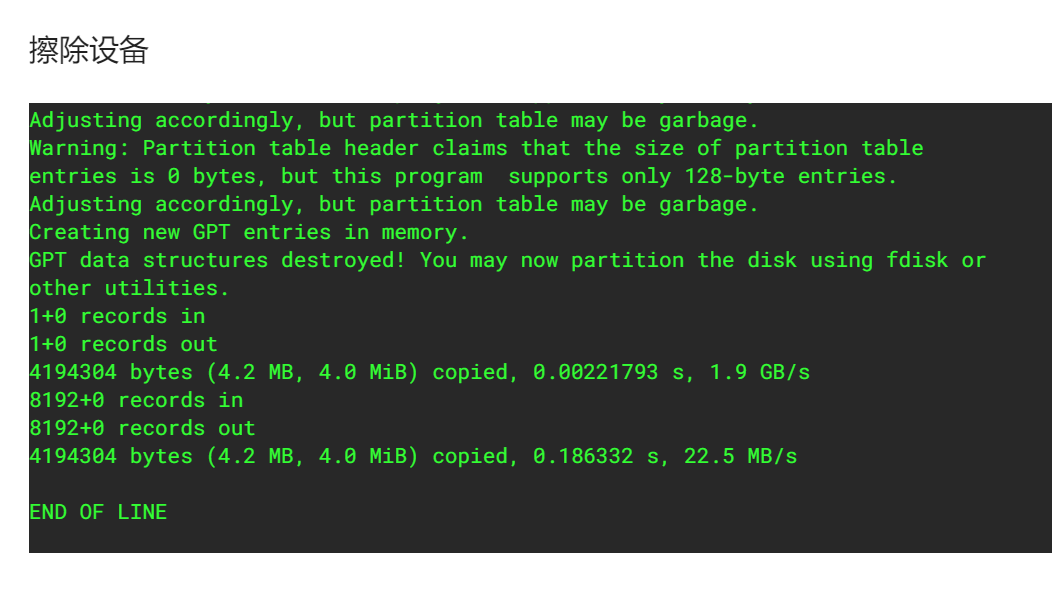 擦除设备
Adjusting accordingly, but partition table may be garbage.
Warning: Partition table header claims that the size of partition table
entries is 0 bytes, but this program  supports only 128-byte entries.
Adjusting accordingly, but partition table may be garbage.
Creating new GPT entries in memory.
GPT data structures destroyed! You may now partition the disk using fdisk or
other utilities.
1+0 records in
1+0 records out
4194304 bytes (4.2 MB, 4.0 MiB) copied, 0.00221793 s, 1.9 GB/s
8192+0 records in
8192+0 records out
4194304 bytes (4.2 MB, 4.0 MiB) copied, 0.186332 s, 22.5 MB/s
END OF LINE